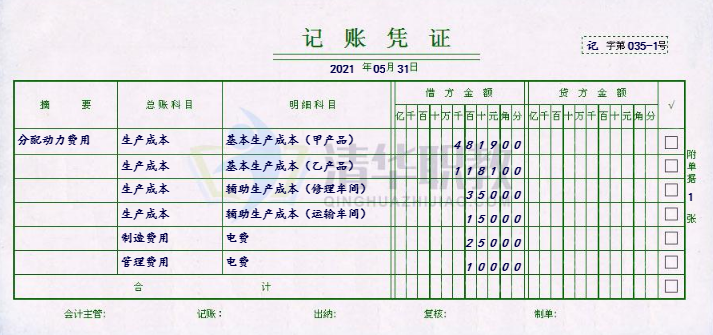 记账凭证
记 字第 035-1号
2021 年 05 月 31 日
摘 要 总账科目 明细科目 借方金额 贷方金额 √
亿千百十万千百十元角分 亿千百十万千百十元角分
分配动力费用 生产成本 基本生产成本（甲产品） 481900
生产成本 基本生产成本（乙产品） 118100
生产成本 辅助生产成本（修理车间） 35000
生产成本 辅助生产成本（运输车间） 15000
制造费用 电费 25000
管理费用 电费 10000
合 计
附单据 1 张
会计主管： 记账： 出纳： 复核： 制单：
清华职教
QINGHUAZHIJIAO.COM